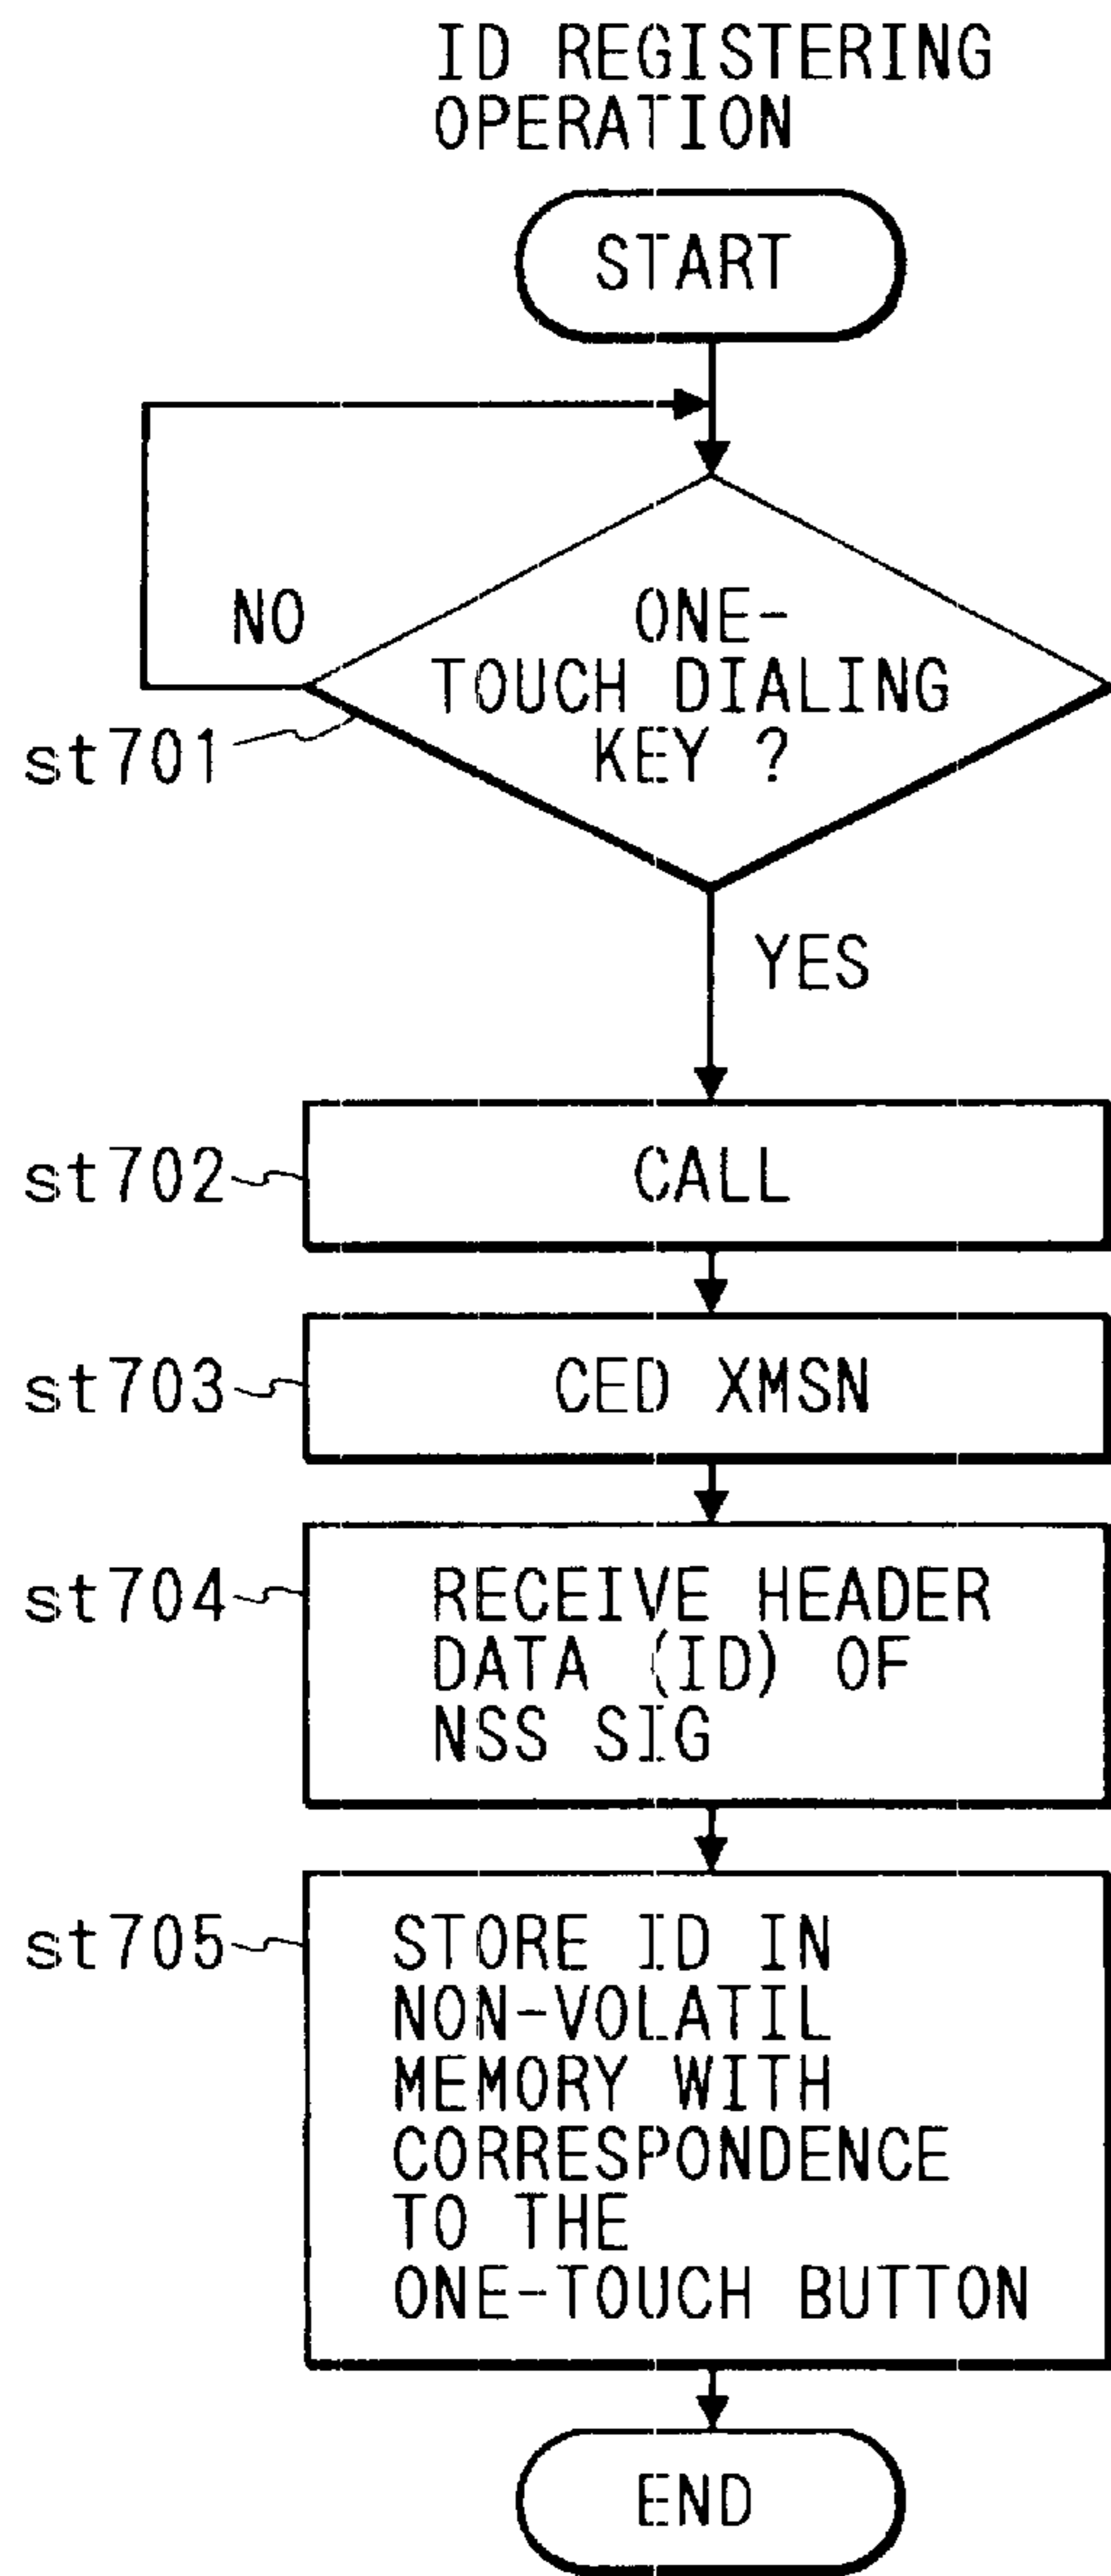 ID REGISTERING
OPERATION
START
NO
ONE-
TOUCH DIALING
KEY ?
st701
YES
st702
CALL
st703
CED XMSN
st704
RECEIVE HEADER
DATA (ID) OF
NSS SIG
st705
STORE ID IN
NON-VOLATIL
MEMORY WITH
CORRESPONDENCE
TO THE
ONE-TOUCH BUTTON
END